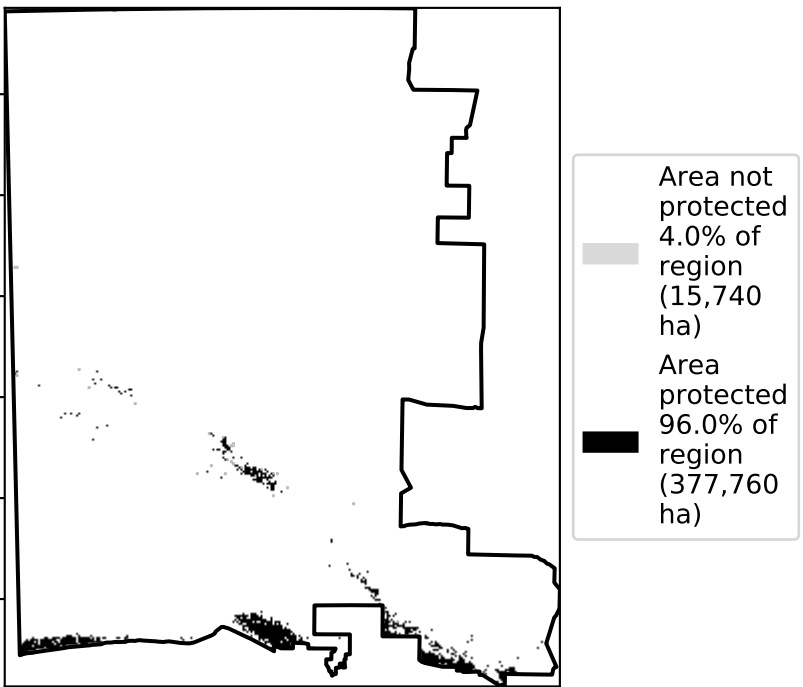 Area not
protected
4.0% of
region
(15,740
ha)
Area
protected
96.0% of
region
(377,760
ha)